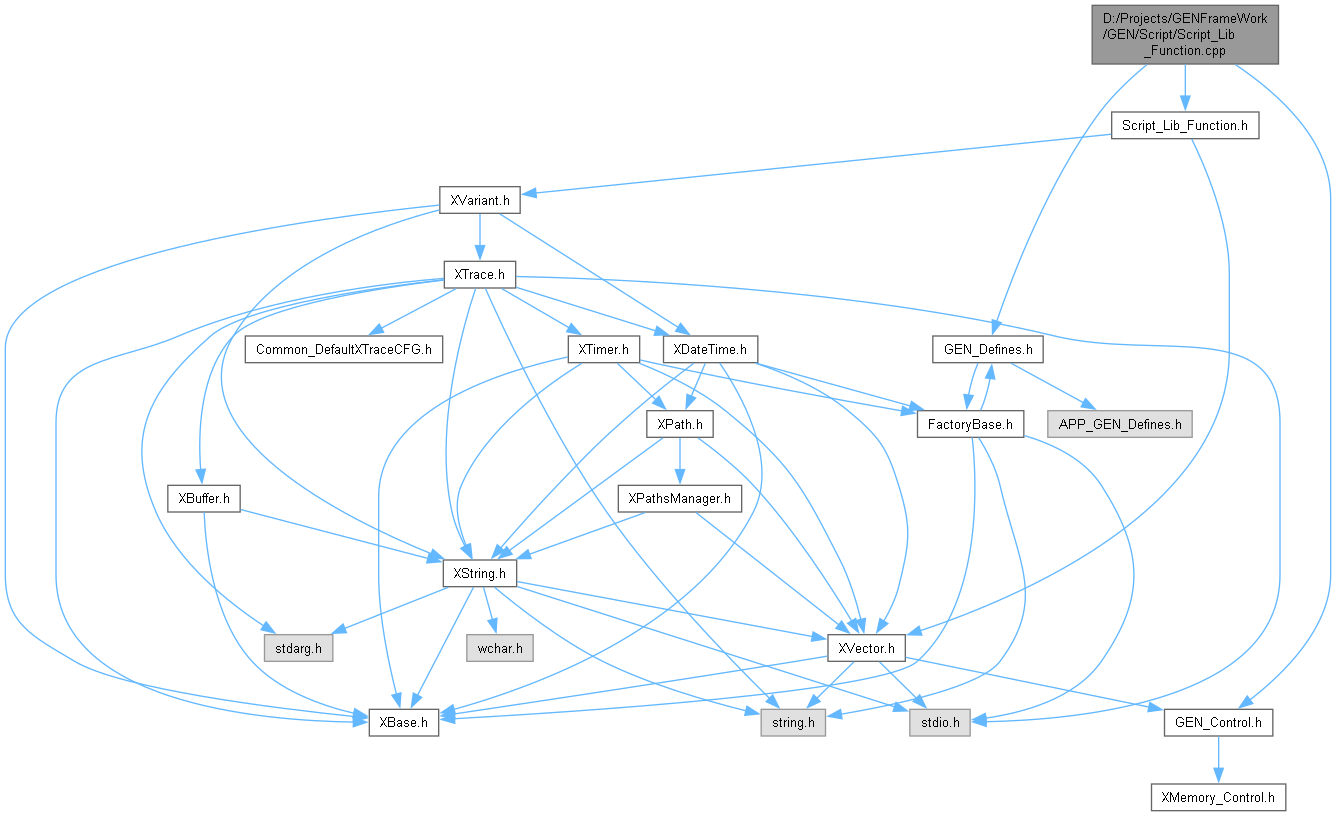 D:/Projects/GENFrameWork
/GEN/Script/Script_Lib
_Function.cpp
Script_Lib_Function.h
XVariant.h
XTrace.h
Common_DefaultXTraceCFG.h
XTimer.h
XDateTime.h
GEN_Defines.h
XPath.h
FactoryBase.h
APP_GEN_Defines.h
XBuffer.h
XPathsManager.h
XString.h
stdarg.h
wchar.h
XVector.h
XBase.h
string.h
stdio.h
GEN_Control.h
XMemory_Control.h